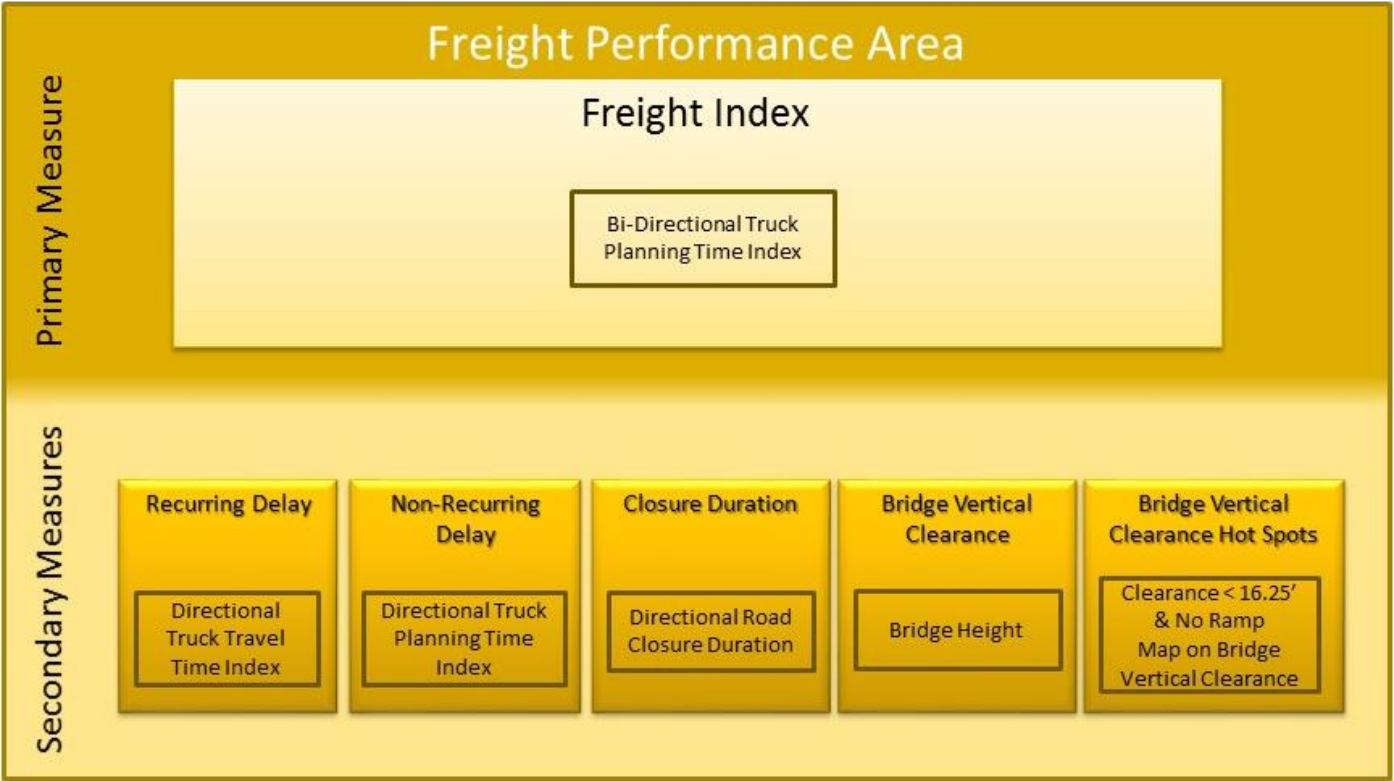 Freight Performance Area
Primary Measure
Freight Index
Bi-Directional Truck
Planning Time Index
Secondary Measures
Recurring Delay
Directional
Truck Travel
Time Index
Non-Recurring
Delay
Directional Truck
Planning Time
Index
Closure Duration
Directional Road
Closure Duration
Bridge Vertical
Clearance
Bridge Height
Bridge Vertical
Clearance Hot Spots
Clearance < 16.25′
& No Ramp
Map on Bridge
Vertical Clearance